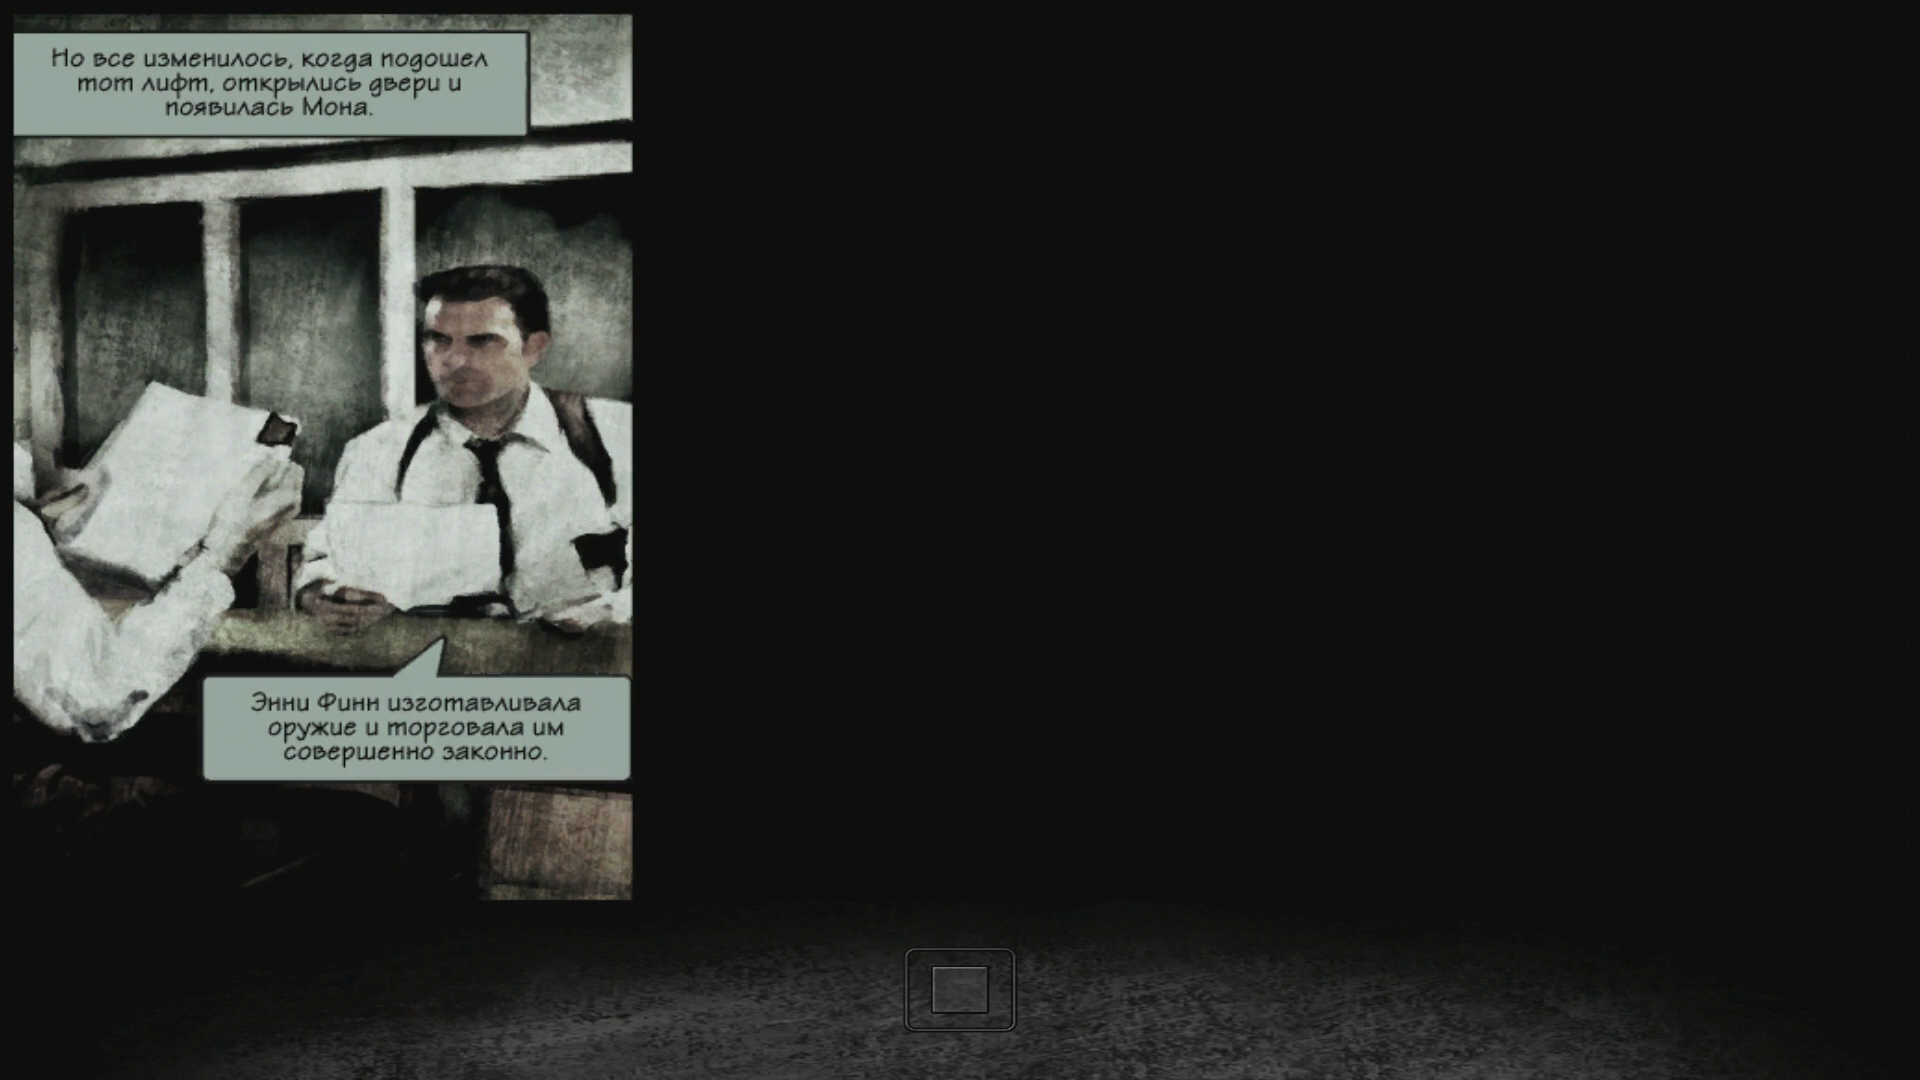 Но все изменилось, когда подошел
тот лифт, открылись двери и
появилась Мона.
Энни Финн изготавливала
оружие и торговала им
совершенно законно.